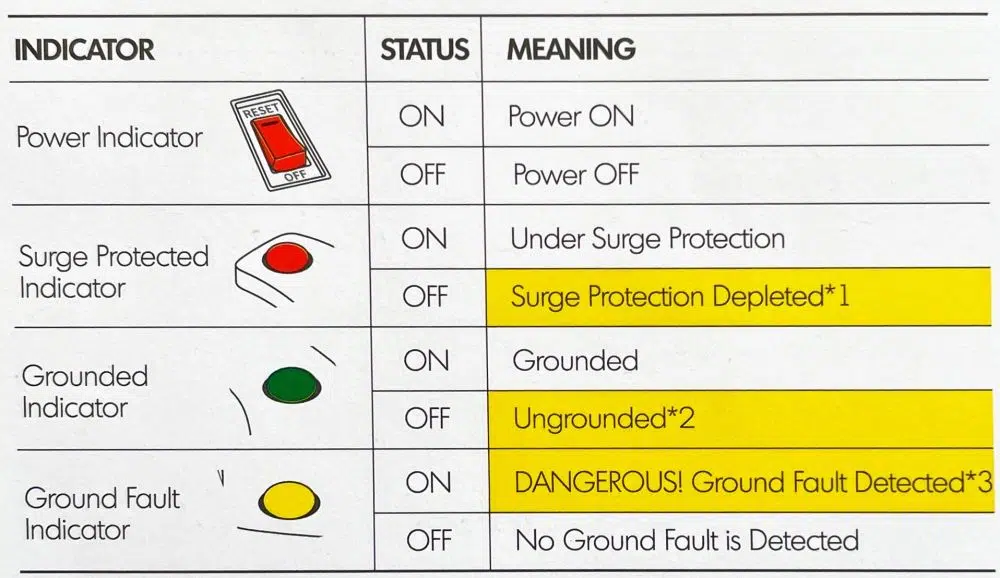 INDICATOR STATUS MEANING
Power Indicator
RESET
OFF
ON Power ON
OFF Power OFF
Surge Protected
Indicator
ON Under Surge Protection
OFF Surge Protection Depleted*1
Grounded
Indicator
ON Grounded
OFF Ungrounded*2
Ground Fault
Indicator
ON DANGEROUS! Ground Fault Detected*3
OFF No Ground Fault is Detected